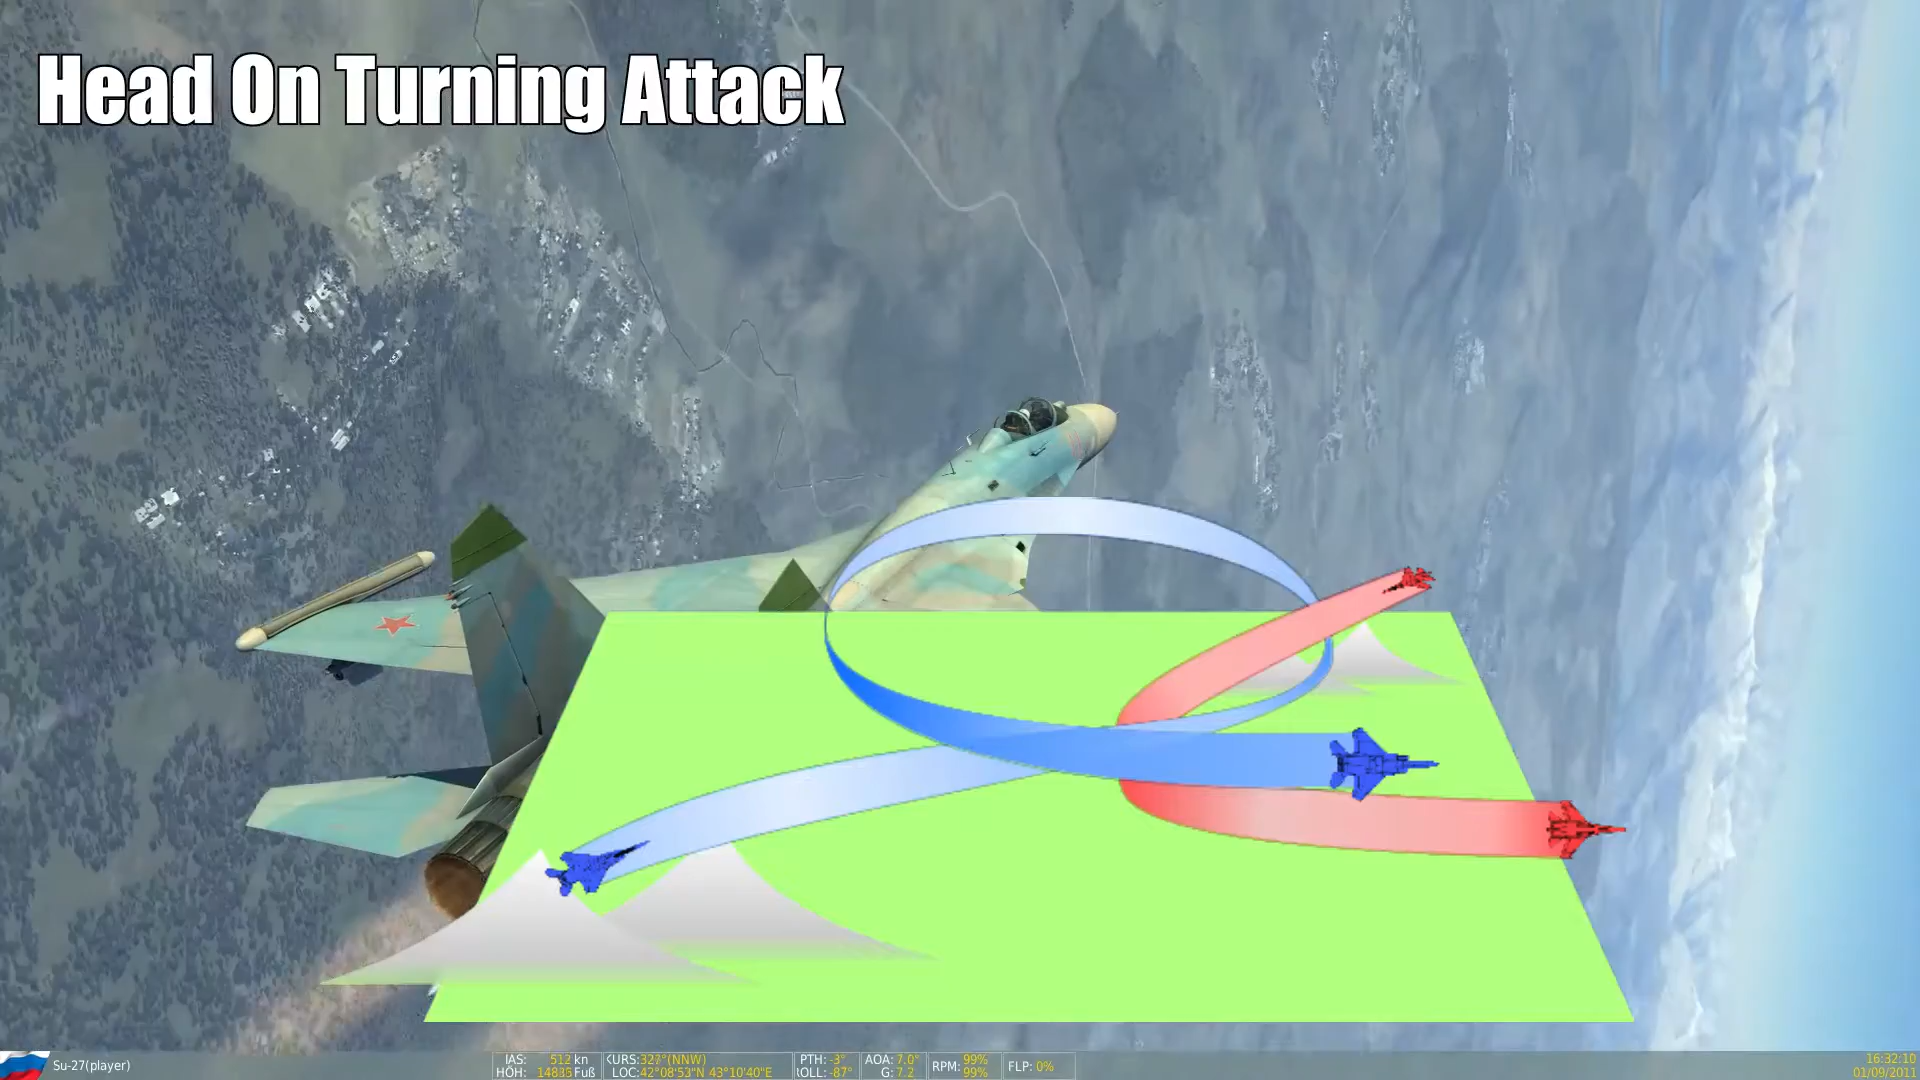 Head On Turning Attack
Su-27(player)
IAS: 512 kn
HÖH: 14835 Fuß
KURS:327°(NNW)
LOC:42°08'53"N 43°10'40"E
PTH: -3°
ROLL: -87°
AOA: 7.0°
G: 7.2
RPM: 99%
99%
FLP: 0%
16:32:10
01/09/2011